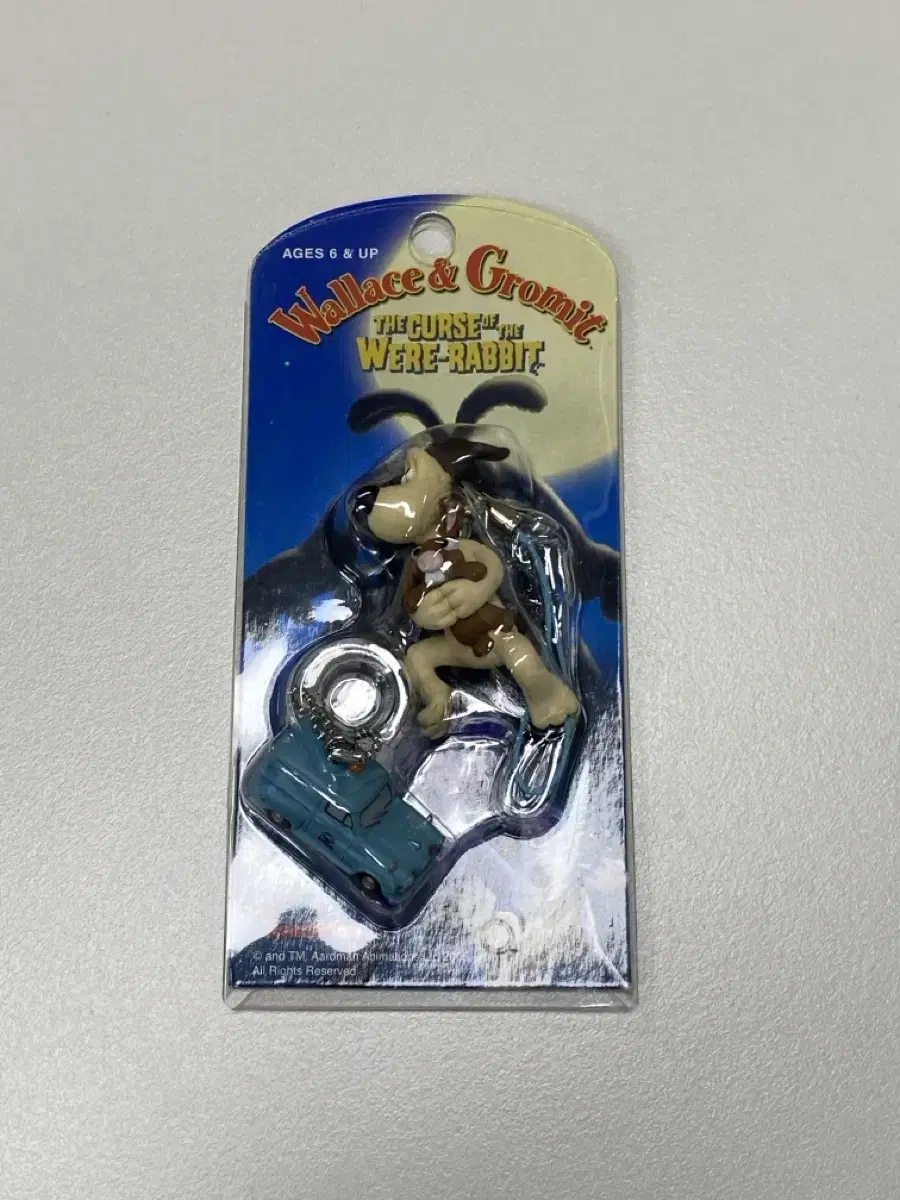 AGES 6 & UP
Wallace & Gromit
THE CURSE OF THE
WERE-RABBIT
© and TM, Aardman Animations
All Rights Reserved